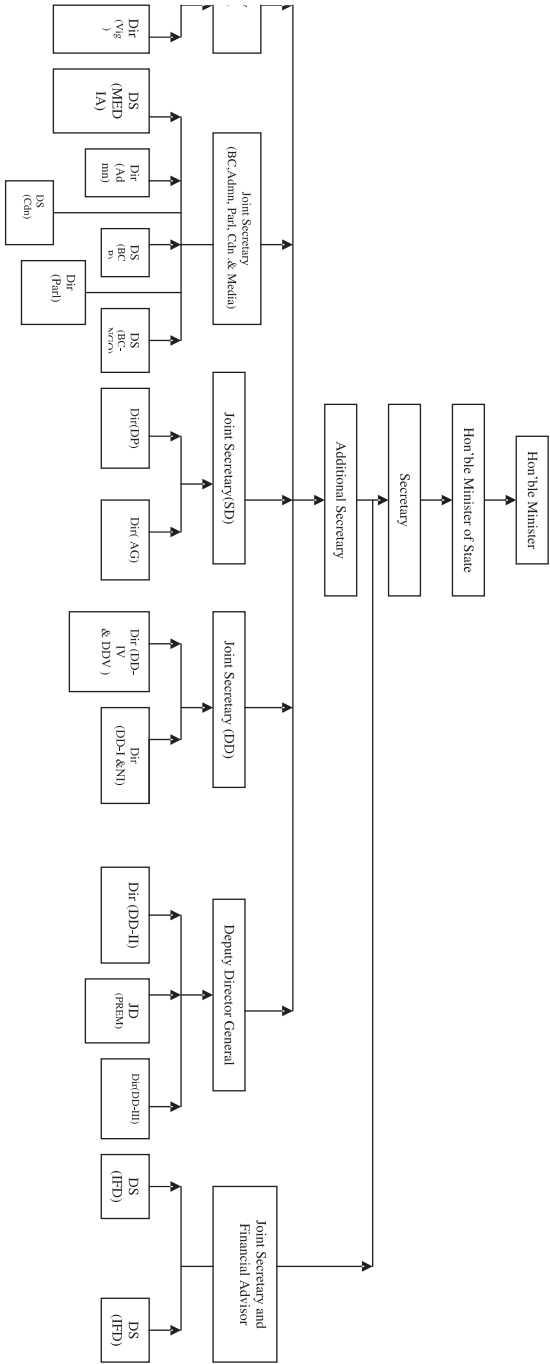 Hon'ble Minister
Hon'ble Minister of State
Secretary
Additional Secretary
Joint Secretary
(BC,Admn, Parl, Cdn .& Media)
Joint Secretary(SD)
Joint Secretary (DD)
Deputy Director General
Joint Secretary and
Financial Advisor
Dir
(Vig
)
DS
(MED
IA)
Dir
(Ad
mn)
DS
(Cdn)
DS
(BC
Dir
(Parl)
DS
(BC-
NGO)
Dir(DP)
Dir( AG)
Dir (DD-
IV
& DDV )
Dir
(DD-I &NI)
Dir (DD-II)
JD
(PREM)
Dir(DD-III)
DS
(IFD)
DS
(IFD)